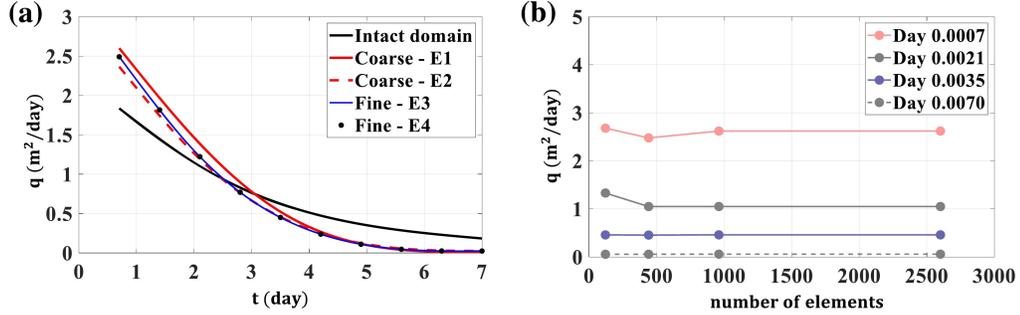 (a)
3
2.5
2
1.5
1
0.5
0
q (m²/day)
0 1 2 3 4 5 6 7
t (day)
Intact domain
Coarse - E1
Coarse - E2
Fine - E3
Fine - E4
(b)
5
4
3
2
1
0
q (m²/day)
0 500 1000 1500 2000 2500 3000
number of elements
Day 0.0007
Day 0.0021
Day 0.0035
Day 0.0070